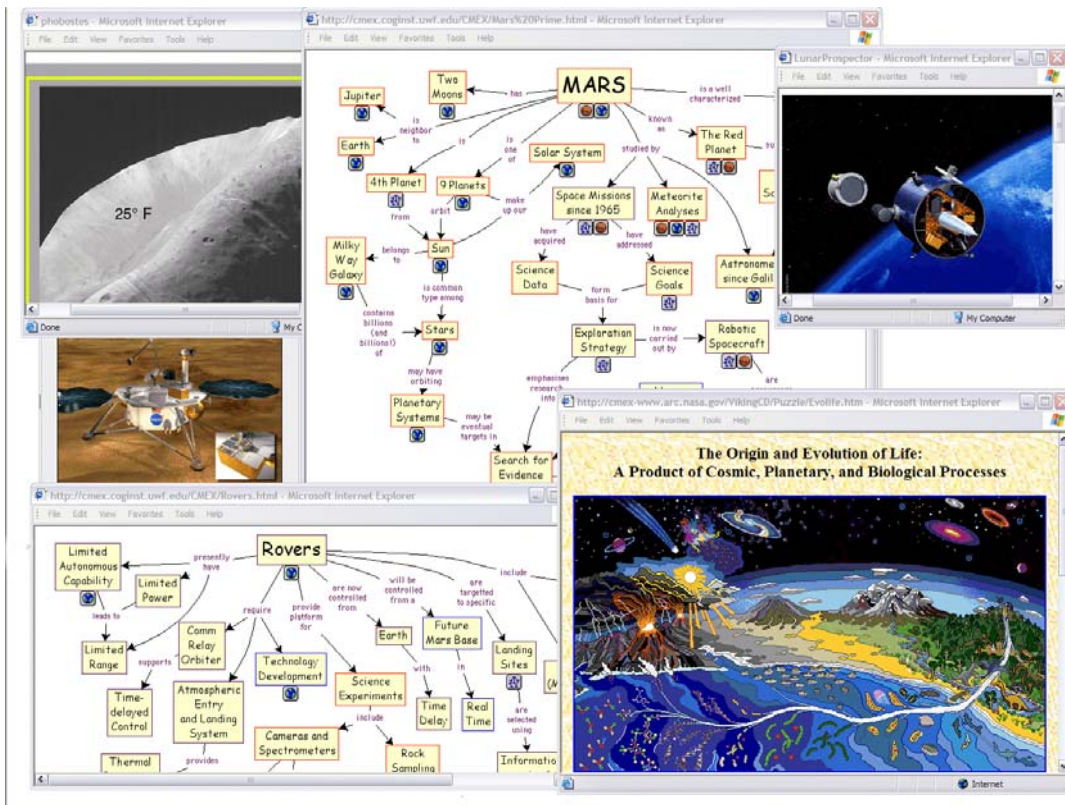 phobostes - Microsoft Internet Explorer
File Edit View Favorites Tools Help
25° F
Done
My C
http://cmex.coginst.uwf.edu/CMEX/Mars%20Prime.html - Microsoft Internet Explorer
File Edit View Favorites Tools Help
MARS
Two
Moons
has
is a well
characterized
Jupiter
is
neighbor
to
is
is
one
of
known
as
The Red
Planet
su
Earth
Solar System
studied by
4th Planet
9 Planets
make
up our
Space Missions
since 1965
Meteorite
Analyses
Sc
from
orbit
have
acquired
have
addressed
Milky
Way
Galaxy
belongs
to
Sun
Science
Data
Science
Goals
Astronome
since Galil
is common
type among
form
basis for
contains
billions
(and
billions!)
of
Stars
Exploration
Strategy
is now
carried
out by
Robotic
Spacecraft
may have
orbiting
emphasises
research
into
are
Planetary
Systems
may be
eventual
targets in
Search for
Evidence
LunarProspector - Microsoft Internet Explorer
File Edit View Favorites Tools Help
Done
My Computer
http://cmex.coginst.uwf.edu/CMEX/Rovers.html - Microsoft Internet Explorer
File Edit View Favorites Tools Help
Rovers
Limited
Autonomous
Capability
presently
have
Limited
Power
are now
controlled
from
will be
controlled
from a
are
targetted
to specific
include
leads to
require
provide
platform
for
Limited
Range
Comm
Relay
Orbiter
Earth
Future
Mars Base
Landing
Sites
supports
Technology
Development
with
in
Time-
delayed
Control
Atmospheric
Entry
and Landing
System
Science
Experiments
Time
Delay
Real
Time
(M
are
selected
using
include
Cameras and
Spectrometers
Rock
Sampling
Informatio
Thermal
provides
http://cmex-www.arc.nasa.gov/VikingCD/Puzzle/Evolife.htm - Microsoft Internet Explorer
File Edit View Favorites Tools Help
The Origin and Evolution of Life:
A Product of Cosmic, Planetary, and Biological Processes
Internet